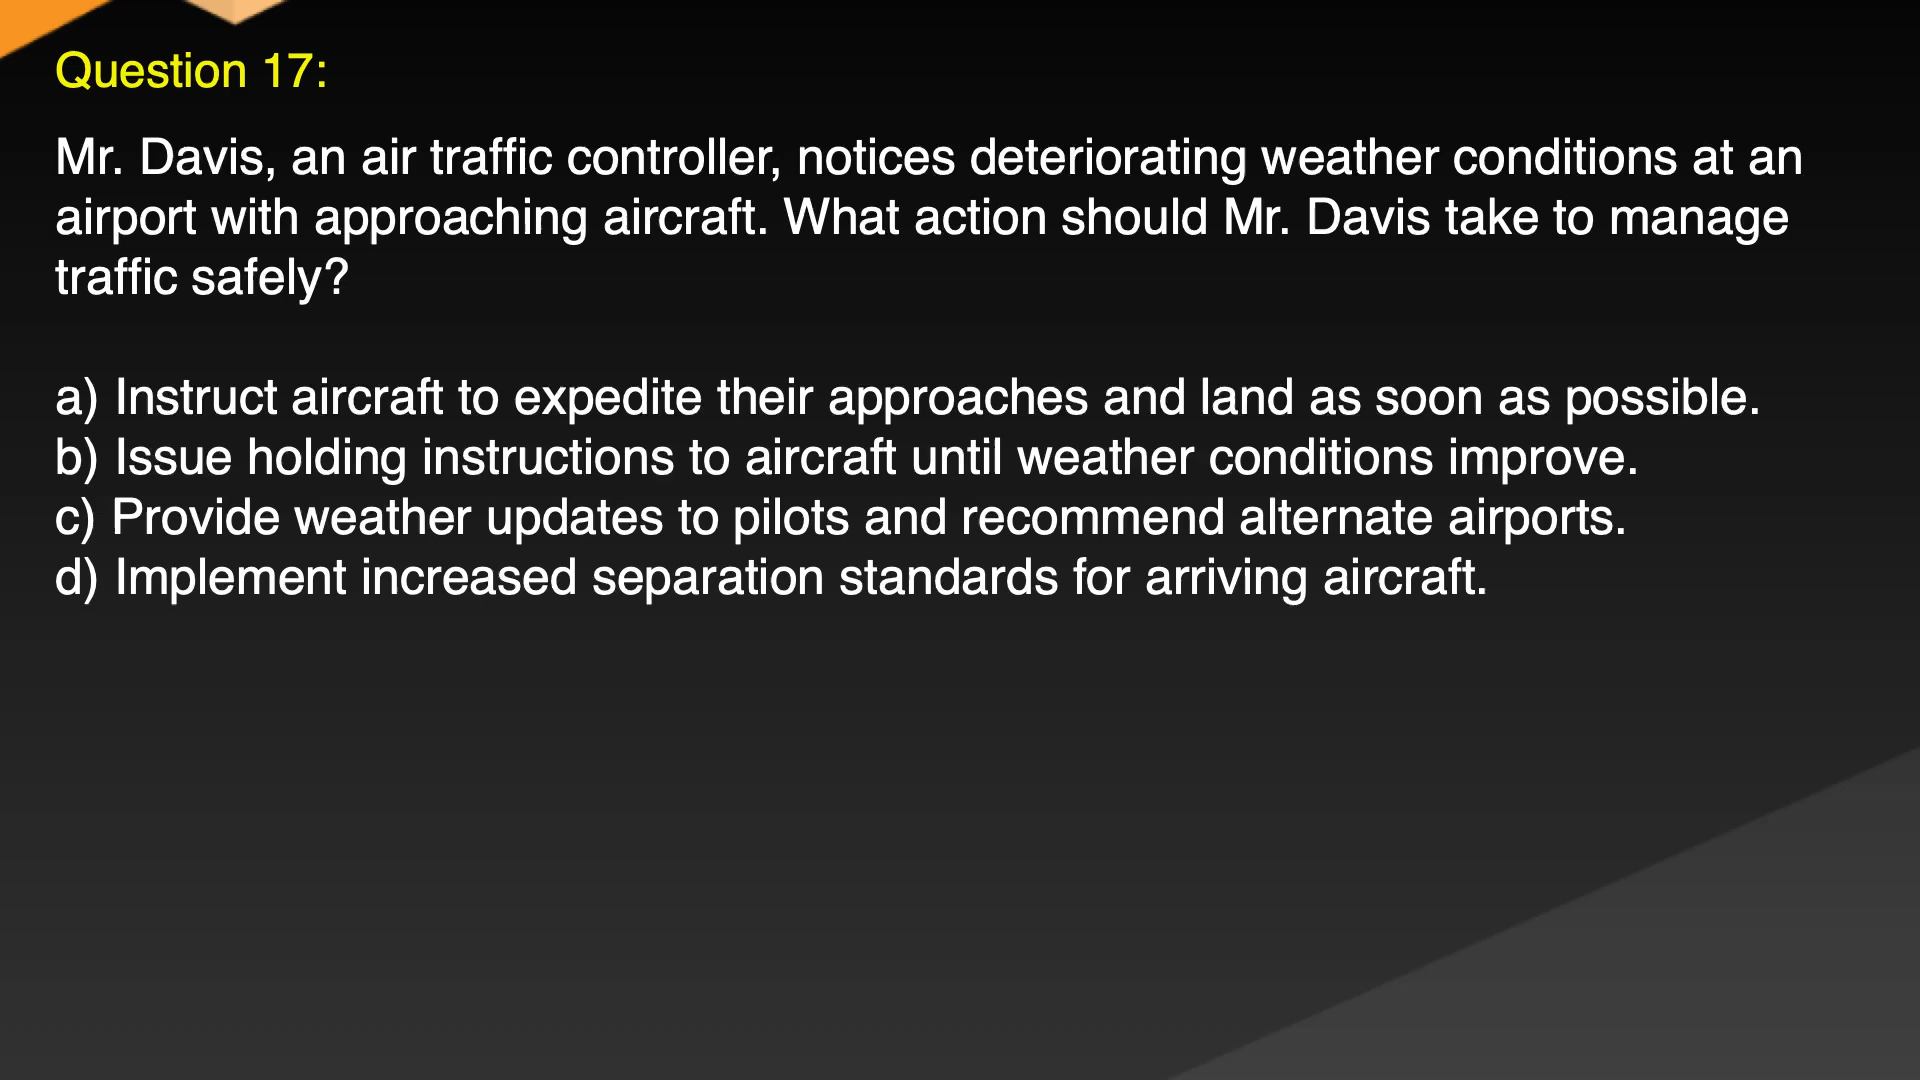 Question 17:
Mr. Davis, an air traffic controller, notices deteriorating weather conditions at an
airport with approaching aircraft. What action should Mr. Davis take to manage
traffic safely?
a) Instruct aircraft to expedite their approaches and land as soon as possible.
b) Issue holding instructions to aircraft until weather conditions improve.
c) Provide weather updates to pilots and recommend alternate airports.
d) Implement increased separation standards for arriving aircraft.